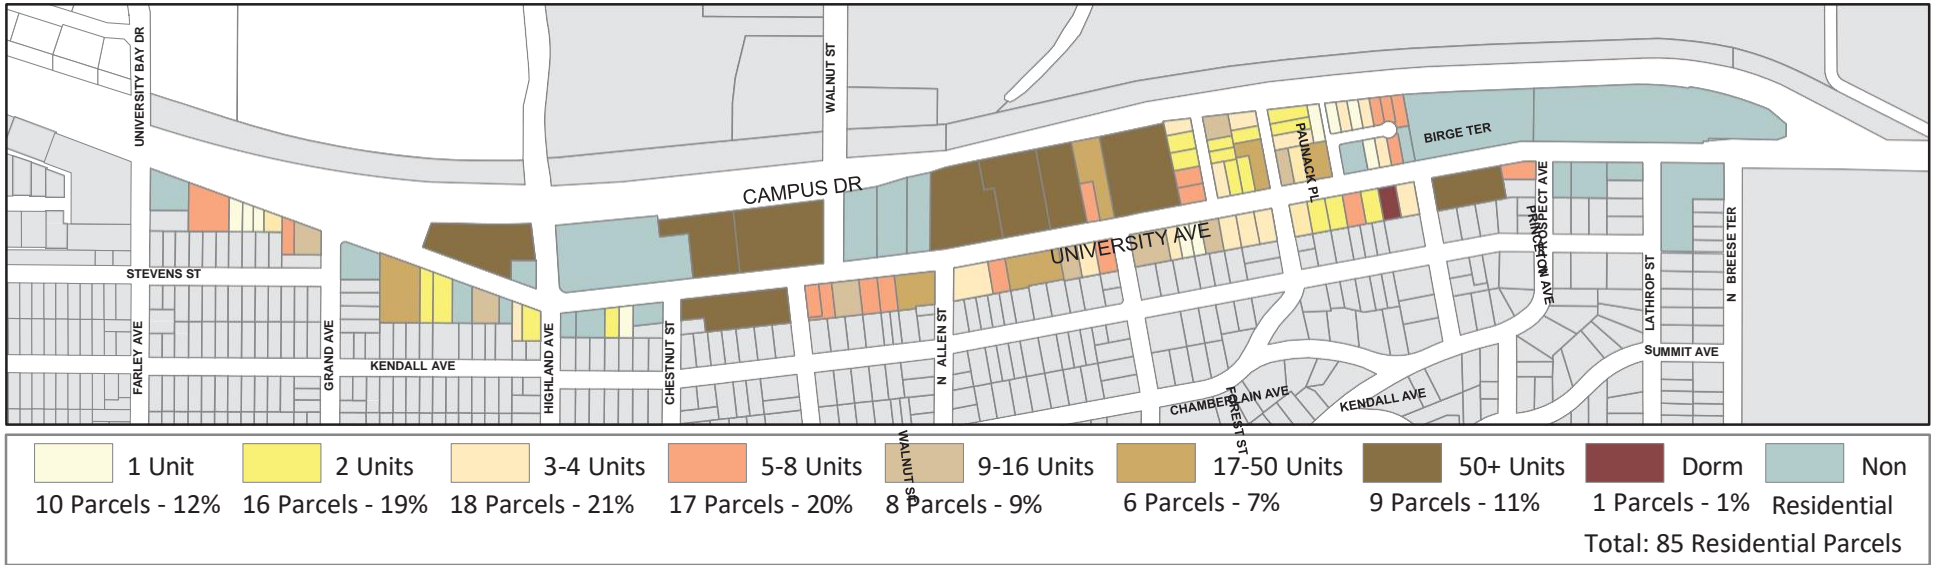 UNIVERSITY BAY DR
WALNUT ST
CAMPUS DR
PAUNACK PL
BIRGE TER
UNIVERSITY AVE
N PROSPECT AVE
PRINCETON AVE
STEVENS ST
FARLEY AVE
GRAND AVE
KENDALL AVE
HIGHLAND AVE
CHESTNUT ST
N ALLEN ST
LATHROP ST
N BREESE TER
SUMMIT AVE
CHAMBERLAIN AVE
FOREST ST
KENDALL AVE
WALNUT ST
1 Unit
2 Units
3-4 Units
5-8 Units
9-16 Units
17-50 Units
50+ Units
Dorm
Non
10 Parcels - 12%
16 Parcels - 19%
18 Parcels - 21%
17 Parcels - 20%
8 Parcels - 9%
6 Parcels - 7%
9 Parcels - 11%
1 Parcels - 1%
Residential
Total: 85 Residential Parcels